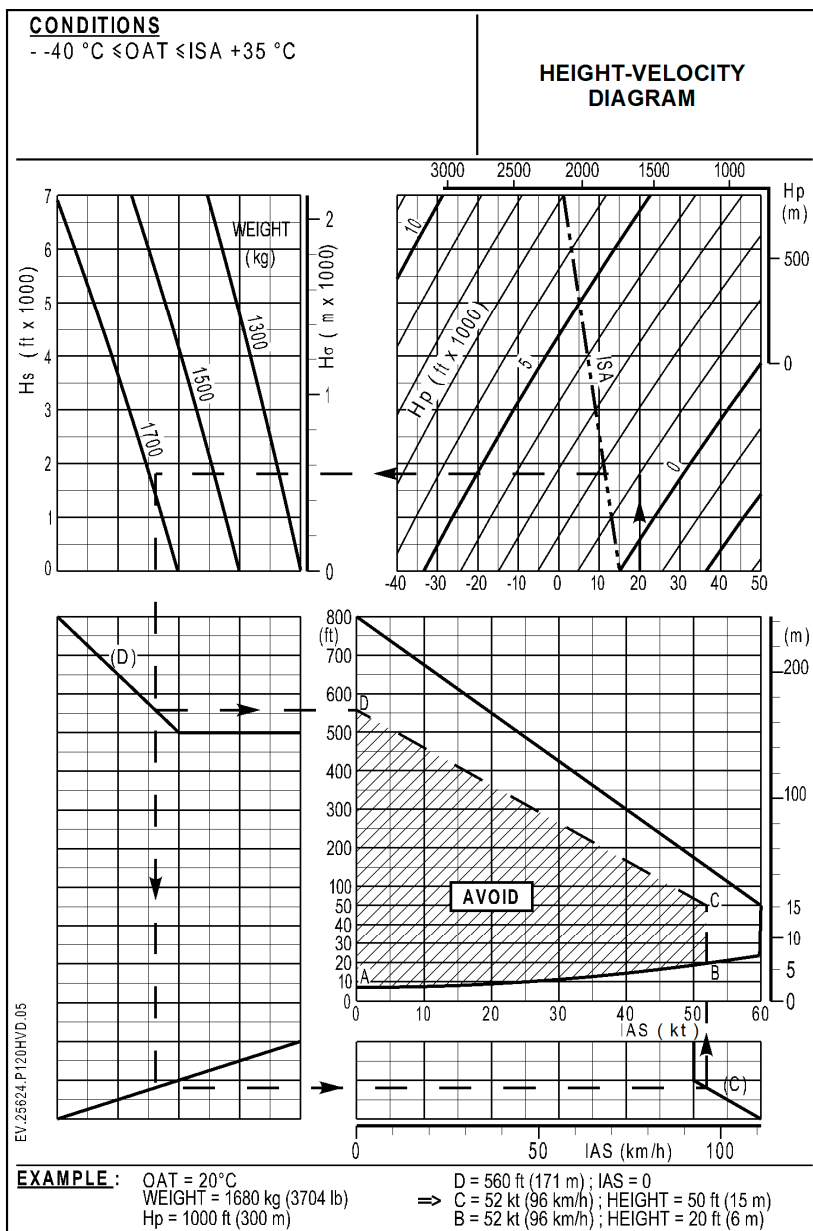 CONDITIONS
- -40 °C ≤OAT ≤ISA +35 °C
HEIGHT-VELOCITY
DIAGRAM
3000 2500 2000 1500 1000
Hp
(m)
500
0
7
6
5
4
3
2
1
0
Hs (ft x 1000)
WEIGHT
(kg)
1300
1500
1700
2
1
0
Hσ ( m x 1000)
10
5
0
Hp (ft x 1000)
ISA
-40 -30 -20 -10 0 10 20 30 40 50
(D)
800
(ft)
700
600
500
400
300
200
100
50
40
30
20
10
0
D
C
A
B
AVOID
(m)
200
100
15
10
5
0
0 10 20 30 40 50 60
IAS ( kt )
(C)
0 50 100
IAS (km/h)
EV.25624.P120HVD.05
EXAMPLE : OAT = 20°C
WEIGHT = 1680 kg (3704 lb)
Hp = 1000 ft (300 m)
D = 560 ft (171 m) ; IAS = 0
=> C = 52 kt (96 km/h) ; HEIGHT = 50 ft (15 m)
B = 52 kt (96 km/h) ; HEIGHT = 20 ft (6 m)